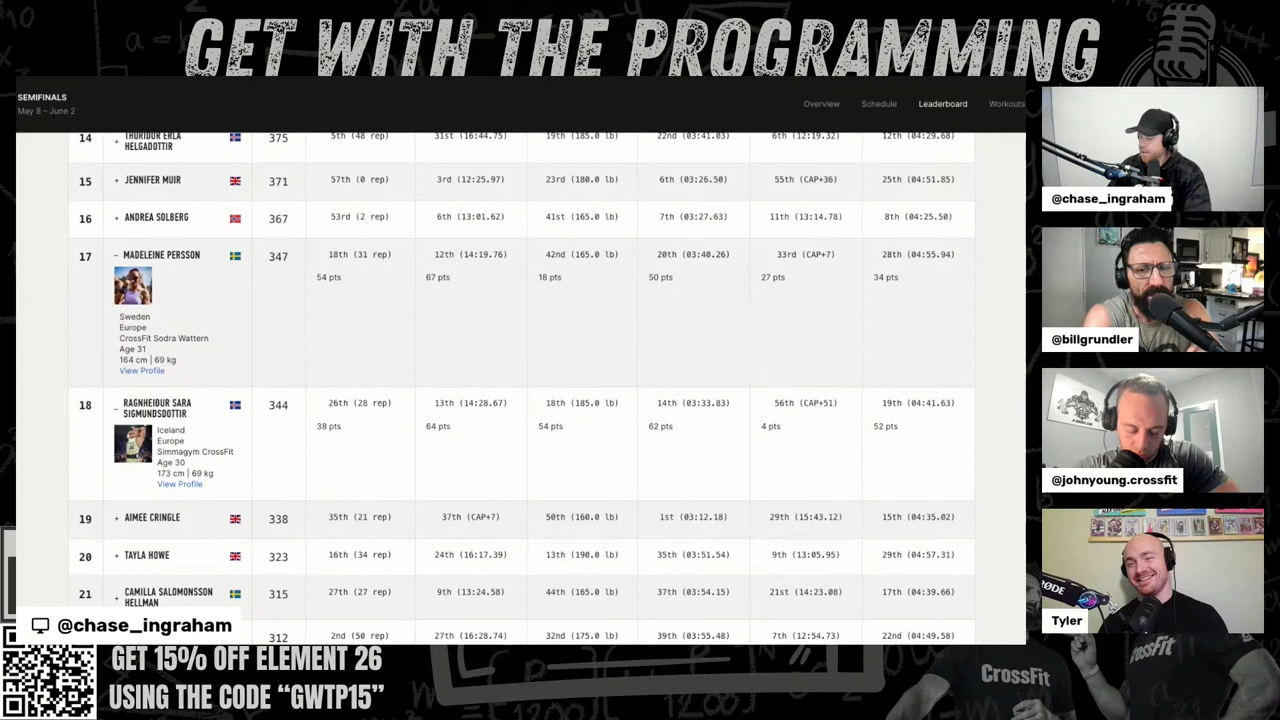 GET WITH THE PROGRAMMING
SEMIFINALS
May 8 – June 2
Overview Schedule Leaderboard Workouts
14 + THURIDUR ERLA HELGADOTTIR 375 5th (48 rep) 31st (16:44.75) 19th (185.0 lb) 22nd (03:41.03) 6th (12:19.32) 12th (04:29.68)
15 + JENNIFER MUIR 371 57th (0 rep) 3rd (12:25.97) 23rd (180.0 lb) 6th (03:26.50) 55th (CAP+36) 25th (04:51.85)
16 + ANDREA SOLBERG 367 53rd (2 rep) 6th (13:01.62) 41st (165.0 lb) 7th (03:27.63) 11th (13:14.78) 8th (04:25.50)
17 – MADELEINE PERSSON 347 18th (31 rep) 12th (14:19.76) 42nd (165.0 lb) 20th (03:40.26) 33rd (CAP+7) 28th (04:55.94)
54 pts 67 pts 18 pts 50 pts 27 pts 34 pts
Sweden
Europe
CrossFit Sodra Wattern
Age 31
164 cm | 69 kg
View Profile
18 – RAGNHEIÐUR SARA SIGMUNDSDOTTIR 344 26th (28 rep) 13th (14:28.67) 18th (185.0 lb) 14th (03:33.83) 56th (CAP+51) 19th (04:41.63)
38 pts 64 pts 54 pts 62 pts 4 pts 52 pts
Iceland
Europe
Simmagym CrossFit
Age 30
173 cm | 69 kg
View Profile
19 + AIMEE CRINGLE 338 35th (21 rep) 37th (CAP+7) 50th (160.0 lb) 1st (03:12.18) 29th (15:43.12) 15th (04:35.02)
20 + TAYLA HOWE 323 16th (34 rep) 24th (16:17.39) 13th (190.0 lb) 35th (03:51.54) 9th (13:05.95) 29th (04:57.31)
21 + CAMILLA SALOMONSSON HELLMAN 315 27th (27 rep) 9th (13:24.58) 44th (165.0 lb) 37th (03:54.15) 21st (14:23.08) 17th (04:39.66)
312 2nd (50 rep) 27th (16:28.74) 32nd (175.0 lb) 39th (03:55.48) 7th (12:54.73) 22nd (04:49.58)
@chase_ingraham
@billgrundler
@johnyoung.crossfit
RØDE
Tyler
@chase_ingraham
GET 15% OFF ELEMENT 26
USING THE CODE “GWTP15”
CrossFit
CrossFit